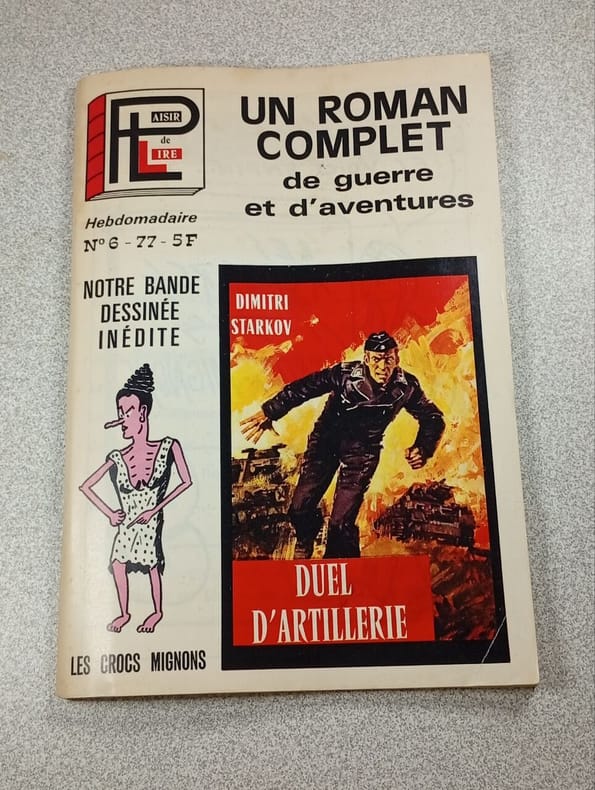 PLAISIR
de
LIRE
UN ROMAN
COMPLET
de guerre
et d'aventures
Hebdomadaire
N° 6 - 77 - 5F
NOTRE BANDE
DESSINÉE
INÉDITE
LES CROCS MIGNONS
DIMITRI
STARKOV
DUEL
D'ARTILLERIE